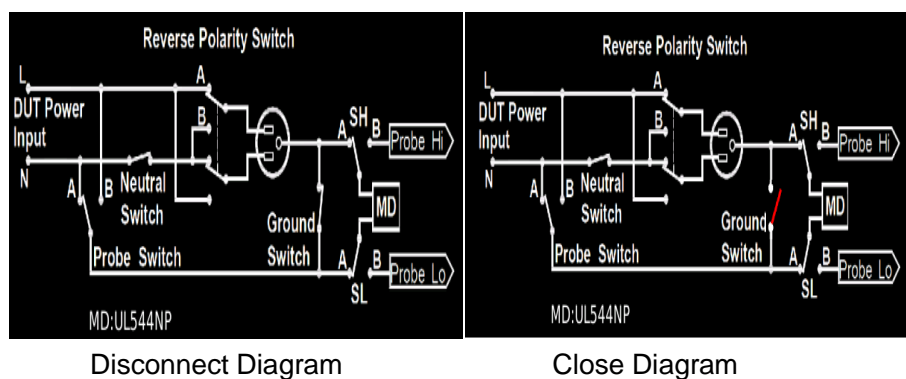 Reverse Polarity Switch
A
L
DUT Power
Input
B
SH
A
B
Probe Hi
N
A
B
Neutral
Switch
MD
Ground
Switch
Probe Switch
A
B
Probe Lo
SL
MD:UL544NP
Disconnect Diagram
Reverse Polarity Switch
A
L
DUT Power
Input
B
SH
A
B
Probe Hi
N
A
B
Neutral
Switch
MD
Ground
Switch
Probe Switch
A
B
Probe Lo
SL
MD:UL544NP
Close Diagram